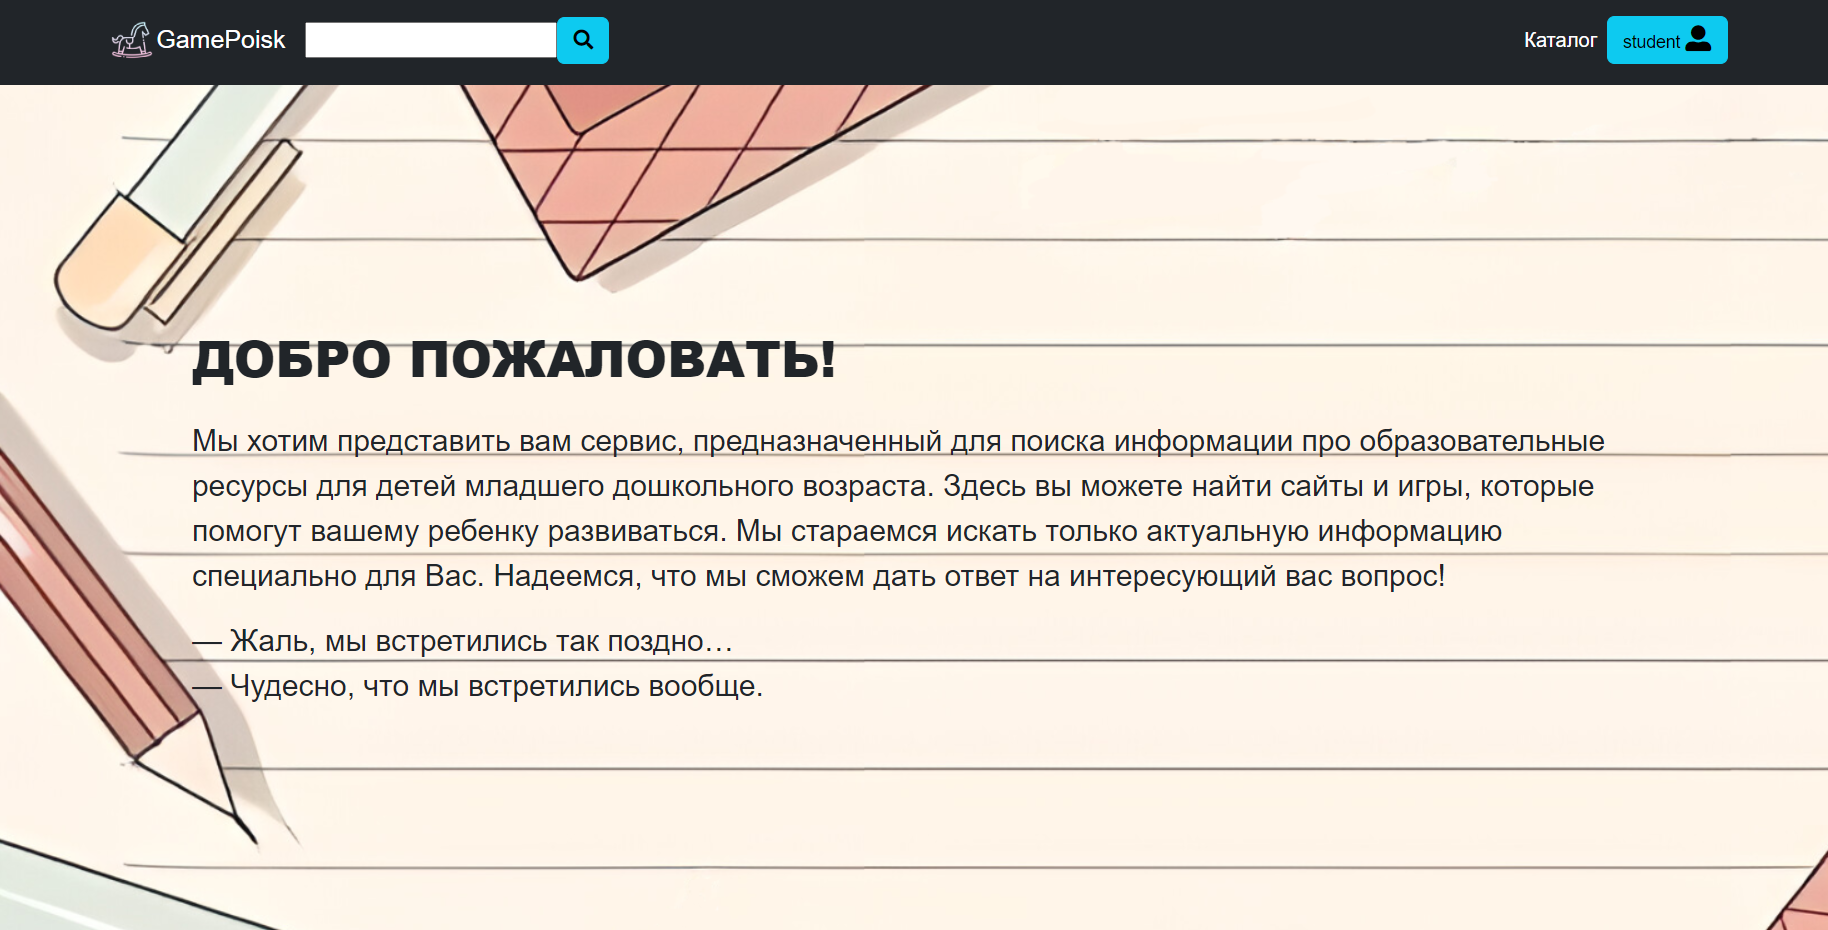 GamePoisk
Каталог
student
ДОБРО ПОЖАЛОВАТЬ!
Мы хотим представить вам сервис, предназначенный для поиска информации про образовательные
ресурсы для детей младшего дошкольного возраста. Здесь вы можете найти сайты и игры, которые
помогут вашему ребенку развиваться. Мы стараемся искать только актуальную информацию
специально для Вас. Надеемся, что мы сможем дать ответ на интересующий вас вопрос!
— Жаль, мы встретились так поздно…
— Чудесно, что мы встретились вообще.